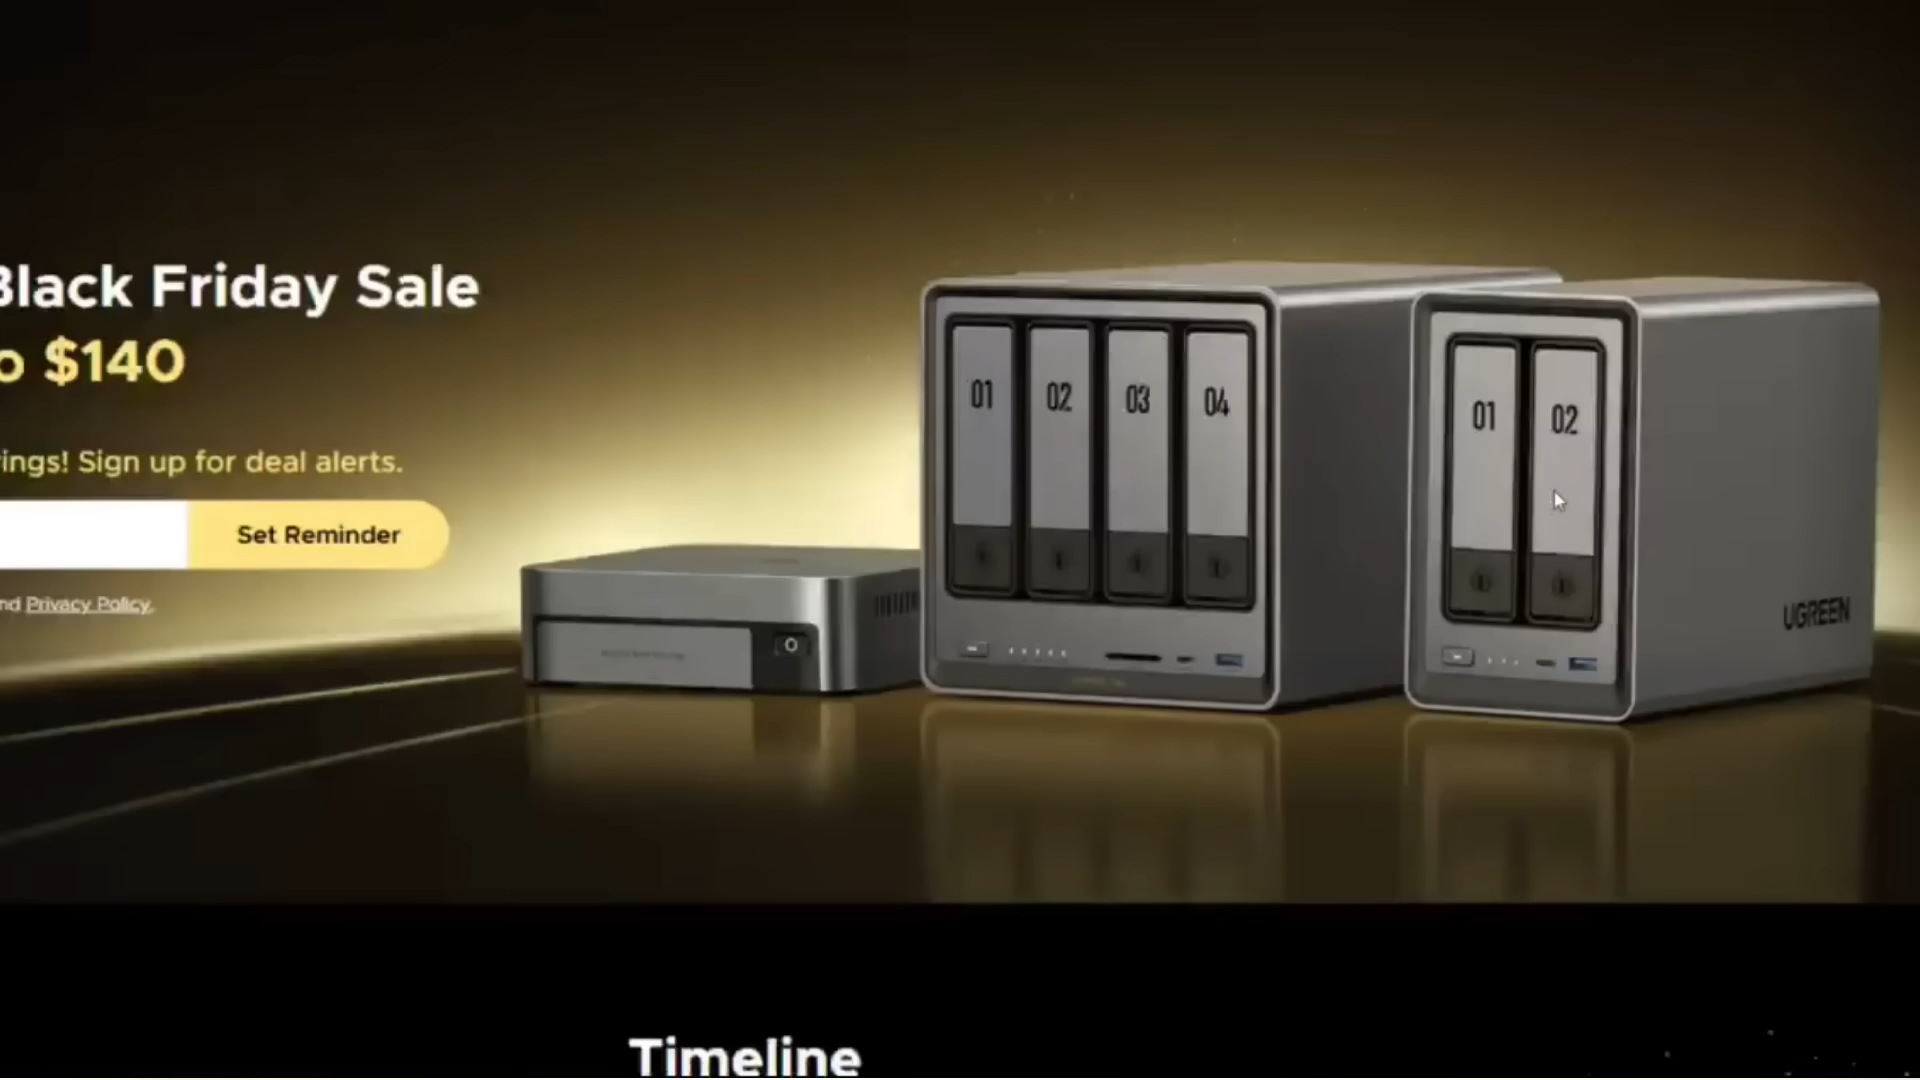 Black Friday Sale
o $140
ings! Sign up for deal alerts.
Set Reminder
nd Privacy Policy.
01
02
03
04
01
02
UGREEN
Timeline